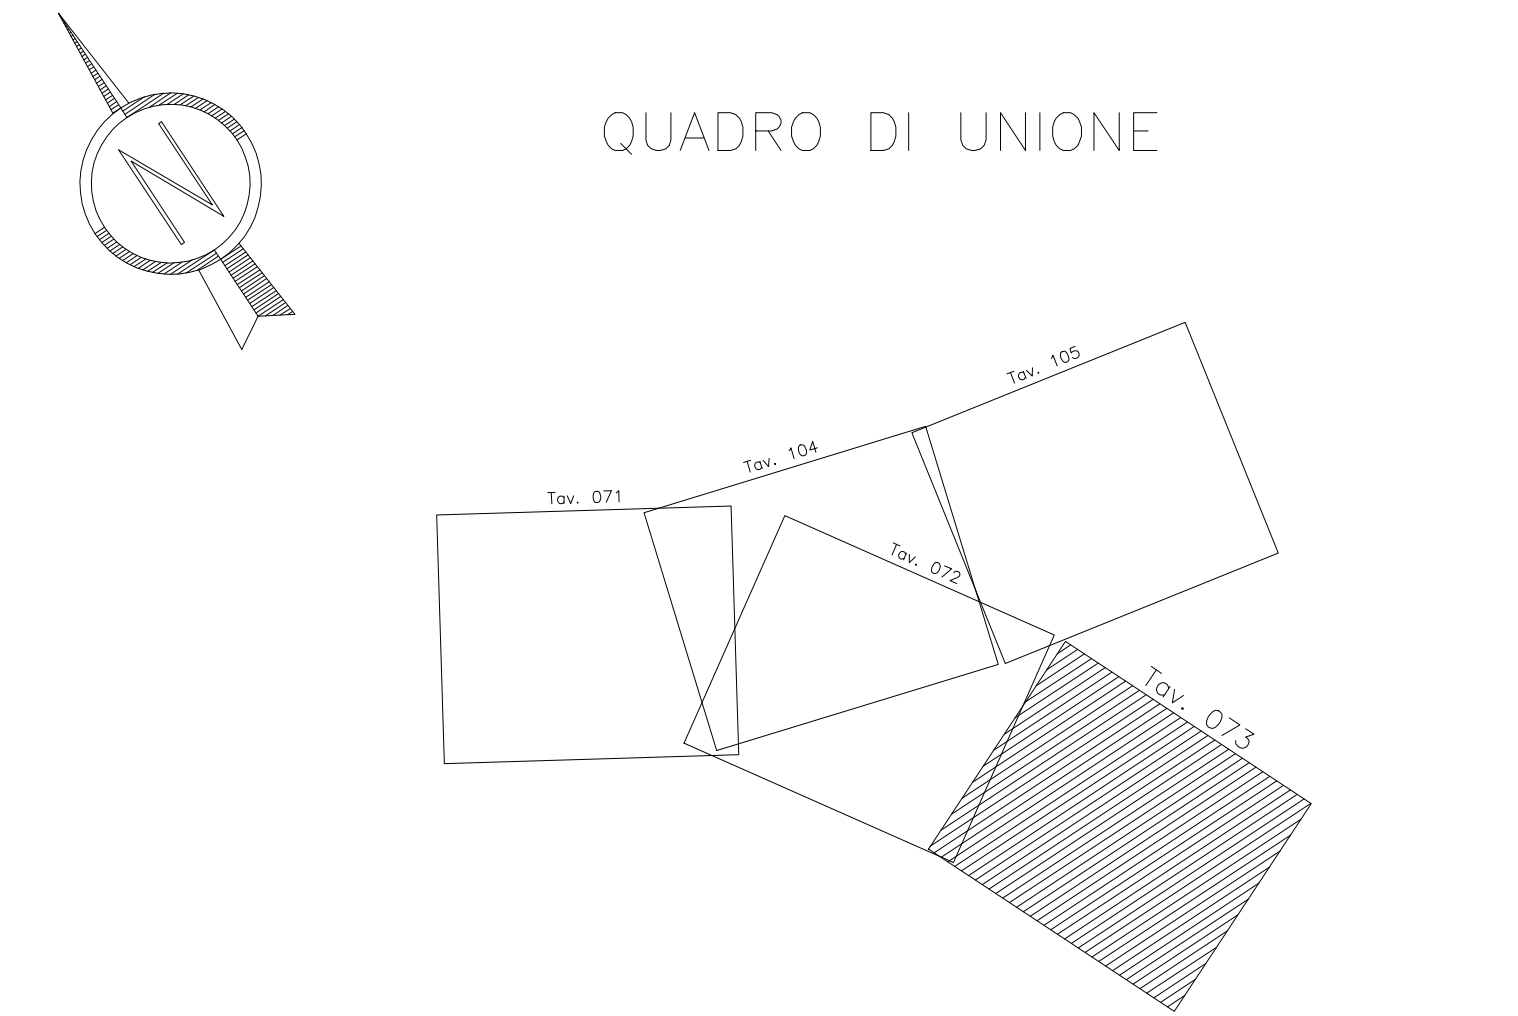 N
QUADRO DI UNIONE
Tav. 105
Tav. 104
Tav. 071
Tav. 072
Tav. 073